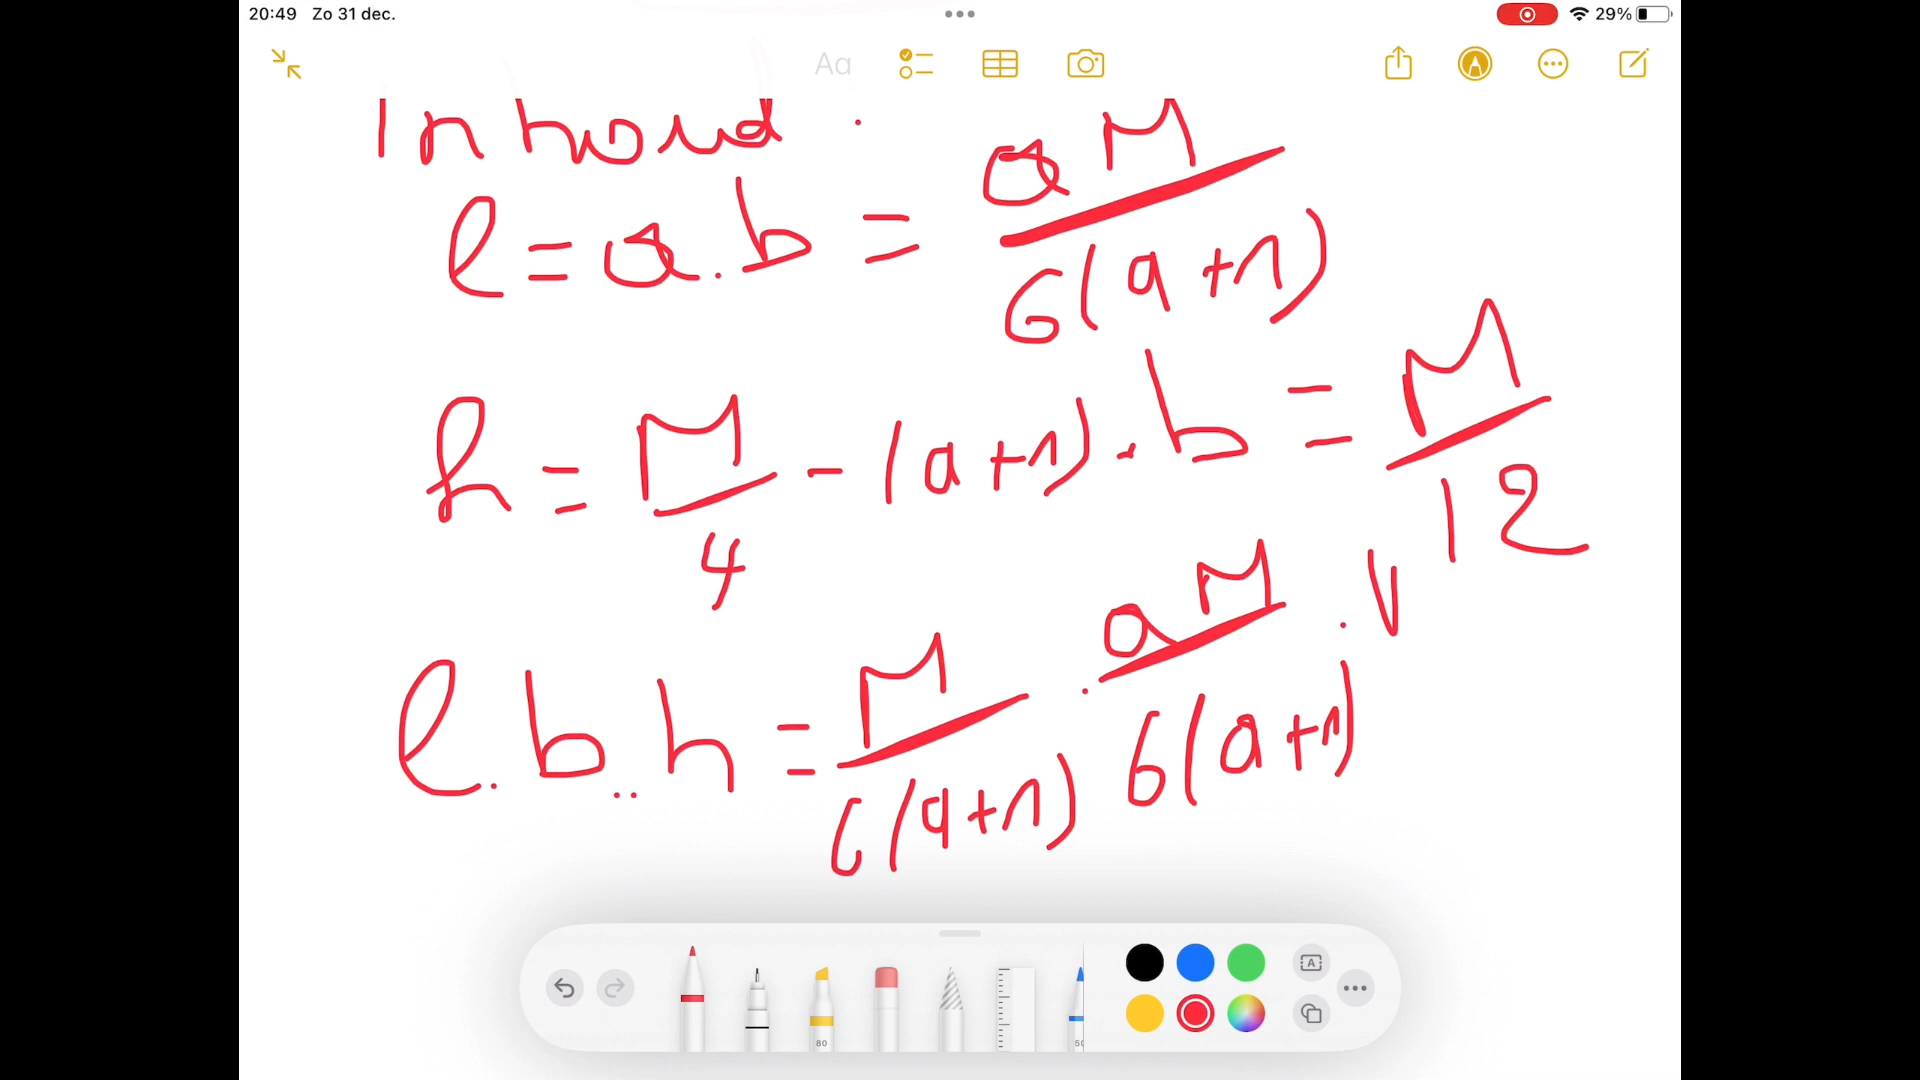 20:49 Zo 31 dec. 29%
Aa
Inhoud :
l = a . b = aM / 6(a+1)
h = M/4 - (a+1) . b = M/12
l . b . h = M / 6(a+1) . aM / 6(a+1) .
80
A